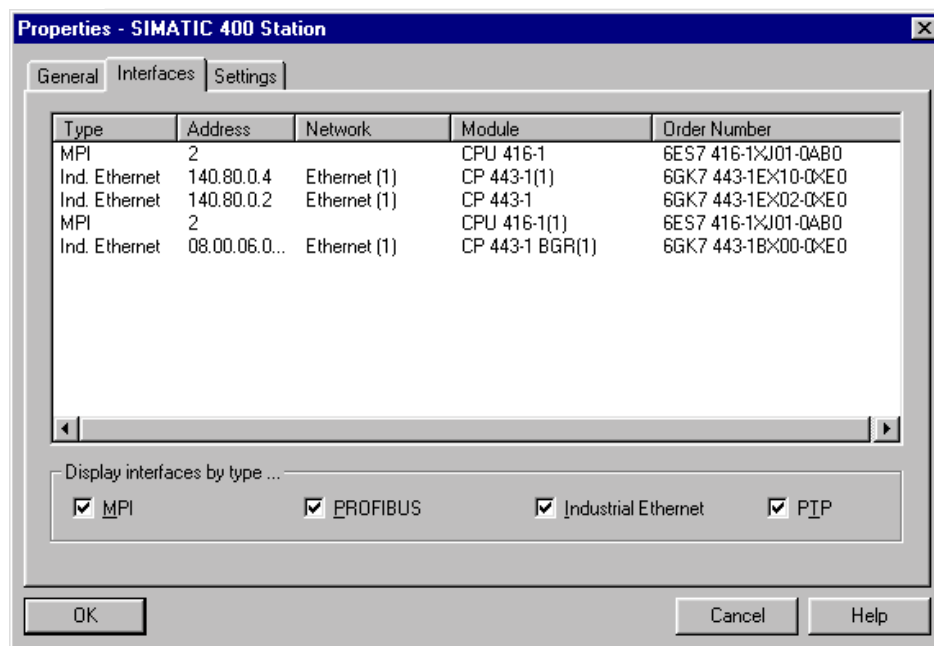 Properties - SIMATIC 400 Station
General Interfaces Settings
Type Address Network Module Order Number
MPI 2 CPU 416-1 6ES7 416-1XJ01-0AB0
Ind. Ethernet 140.80.0.4 Ethernet (1) CP 443-1(1) 6GK7 443-1EX10-0XE0
Ind. Ethernet 140.80.0.2 Ethernet (1) CP 443-1 6GK7 443-1EX02-0XE0
MPI 2 CPU 416-1(1) 6ES7 416-1XJ01-0AB0
Ind. Ethernet 08.00.06.0... Ethernet (1) CP 443-1 BGR(1) 6GK7 443-1BX00-0XE0
Display interfaces by type ...
MPI PROFIBUS Industrial Ethernet PTP
OK Cancel Help